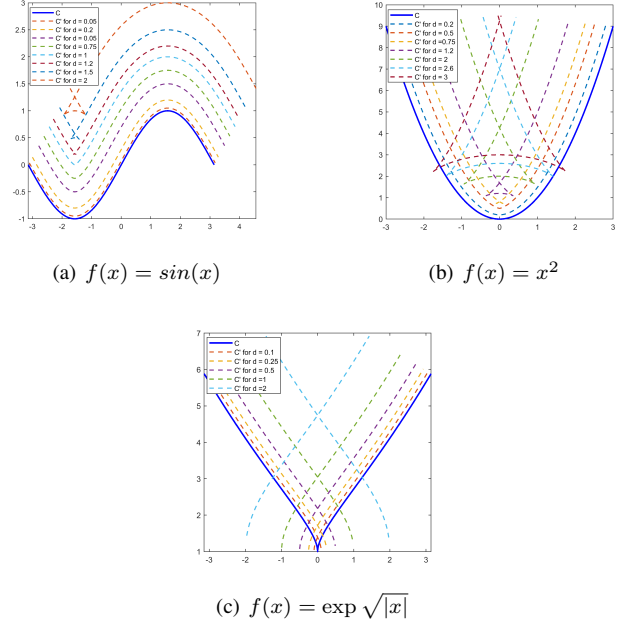 3
2.5
2
1.5
1
0.5
0
-0.5
-1
-3 -2 -1 0 1 2 3 4
C
C' for d = 0.05
C' for d = 0.2
C' for d = 0.05
C' for d = 0.75
C' for d = 1
C' for d = 1.2
C' for d = 1.5
C' for d = 2
(a) f(x) = sin(x)
10
9
8
7
6
5
4
3
2
1
0
-3 -2 -1 0 1 2 3
C
C' for d = 0.2
C' for d = 0.5
C' for d =0.75
C' for d = 1.2
C' for d = 2
C' for d = 2.6
C' for d = 3
(b) f(x) = x²
7
6
5
4
3
2
1
-3 -2 -1 0 1 2 3
C
C' for d = 0.1
C' for d = 0.25
C' for d = 0.5
C' for d =1
C' for d =2
(c) f(x) = exp √|x|